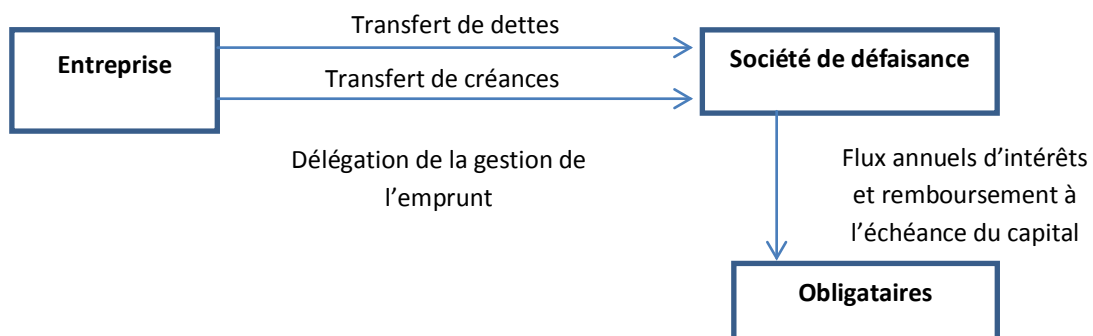 Transfert de dettes
Entreprise
Société de défaisance
Transfert de créances
Délégation de la gestion de
l'emprunt
Flux annuels d'intérêts
et remboursement à
l'échéance du capital
Obligataires